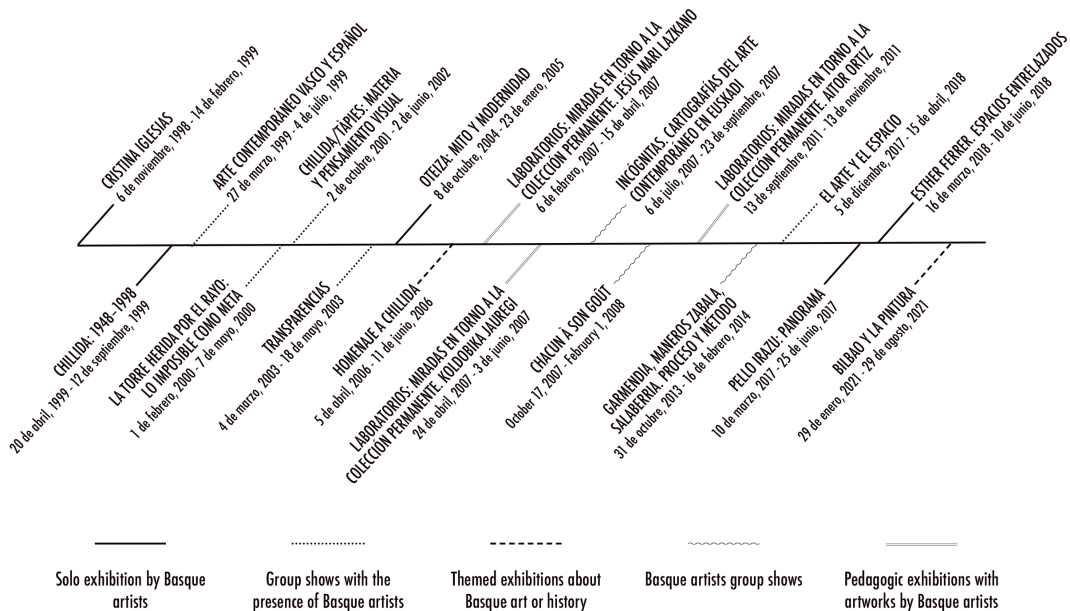 CRISTINA IGLESIAS
6 de noviembre, 1998 - 14 de febrero, 1999
ARTE CONTEMPORÁNEO VASCO Y ESPAÑOL
27 de marzo, 1999 - 4 de julio, 1999
CHILLIDA/TÀPIES: MATERIA
Y PENSAMIENTO VISUAL
2 de octubre, 2001 - 2 de junio, 2002
OTEIZA: MITO Y MODERNIDAD
8 de octubre, 2004 - 23 de enero, 2005
LABORATORIOS: MIRADAS EN TORNO A LA
COLECCIÓN PERMANENTE. JESÚS MARI LAZKANO
6 de febrero, 2007 - 15 de abril, 2007
INCÓGNITAS. CARTOGRAFÍAS DEL ARTE
CONTEMPORÁNEO EN EUSKADI
6 de julio, 2007 - 23 de septiembre, 2007
LABORATORIOS: MIRADAS EN TORNO A LA
COLECCIÓN PERMANENTE. AITOR ORTIZ
13 de septiembre, 2011 - 13 de noviembre, 2011
EL ARTE Y EL ESPACIO
5 de diciembre, 2017 - 15 de abril, 2018
ESTHER FERRER. ESPACIOS ENTRELAZADOS
16 de marzo, 2018 - 10 de junio, 2018
CHILLIDA: 1948-1998
20 de abril, 1999 - 12 de septiembre, 1999
LA TORRE HERIDA POR EL RAYO:
LO IMPOSIBLE COMO META
1 febrero, 2000 - 7 de mayo, 2000
TRANSPARENCIAS
4 de marzo, 2003 - 18 de mayo, 2003
HOMENAJE A CHILLIDA
5 de abril, 2006 - 11 de junio, 2006
LABORATORIOS: MIRADAS EN TORNO A LA
COLECCIÓN PERMANENTE. KOLDOBIKA JAUREGI
24 de abril, 2007 - 3 de junio, 2007
CHACUN À SON GOÛT
October 17, 2007 - February 1, 2008
GARMENDIA, MANEROS ZABALA,
SALABERRIA. PROCESO Y MÉTODO
31 de octubre, 2013 - 16 de febrero, 2014
PELLO IRAZU: PANORAMA
10 de marzo, 2017 - 25 de junio, 2017
BILBAO Y LA PINTURA
29 de enero, 2021 - 29 de agosto, 2021
Solo exhibition by Basque
artists
Group shows with the
presence of Basque artists
Themed exhibitions about
Basque art or history
Basque artists group shows
Pedagogic exhibitions with
artworks by Basque artists